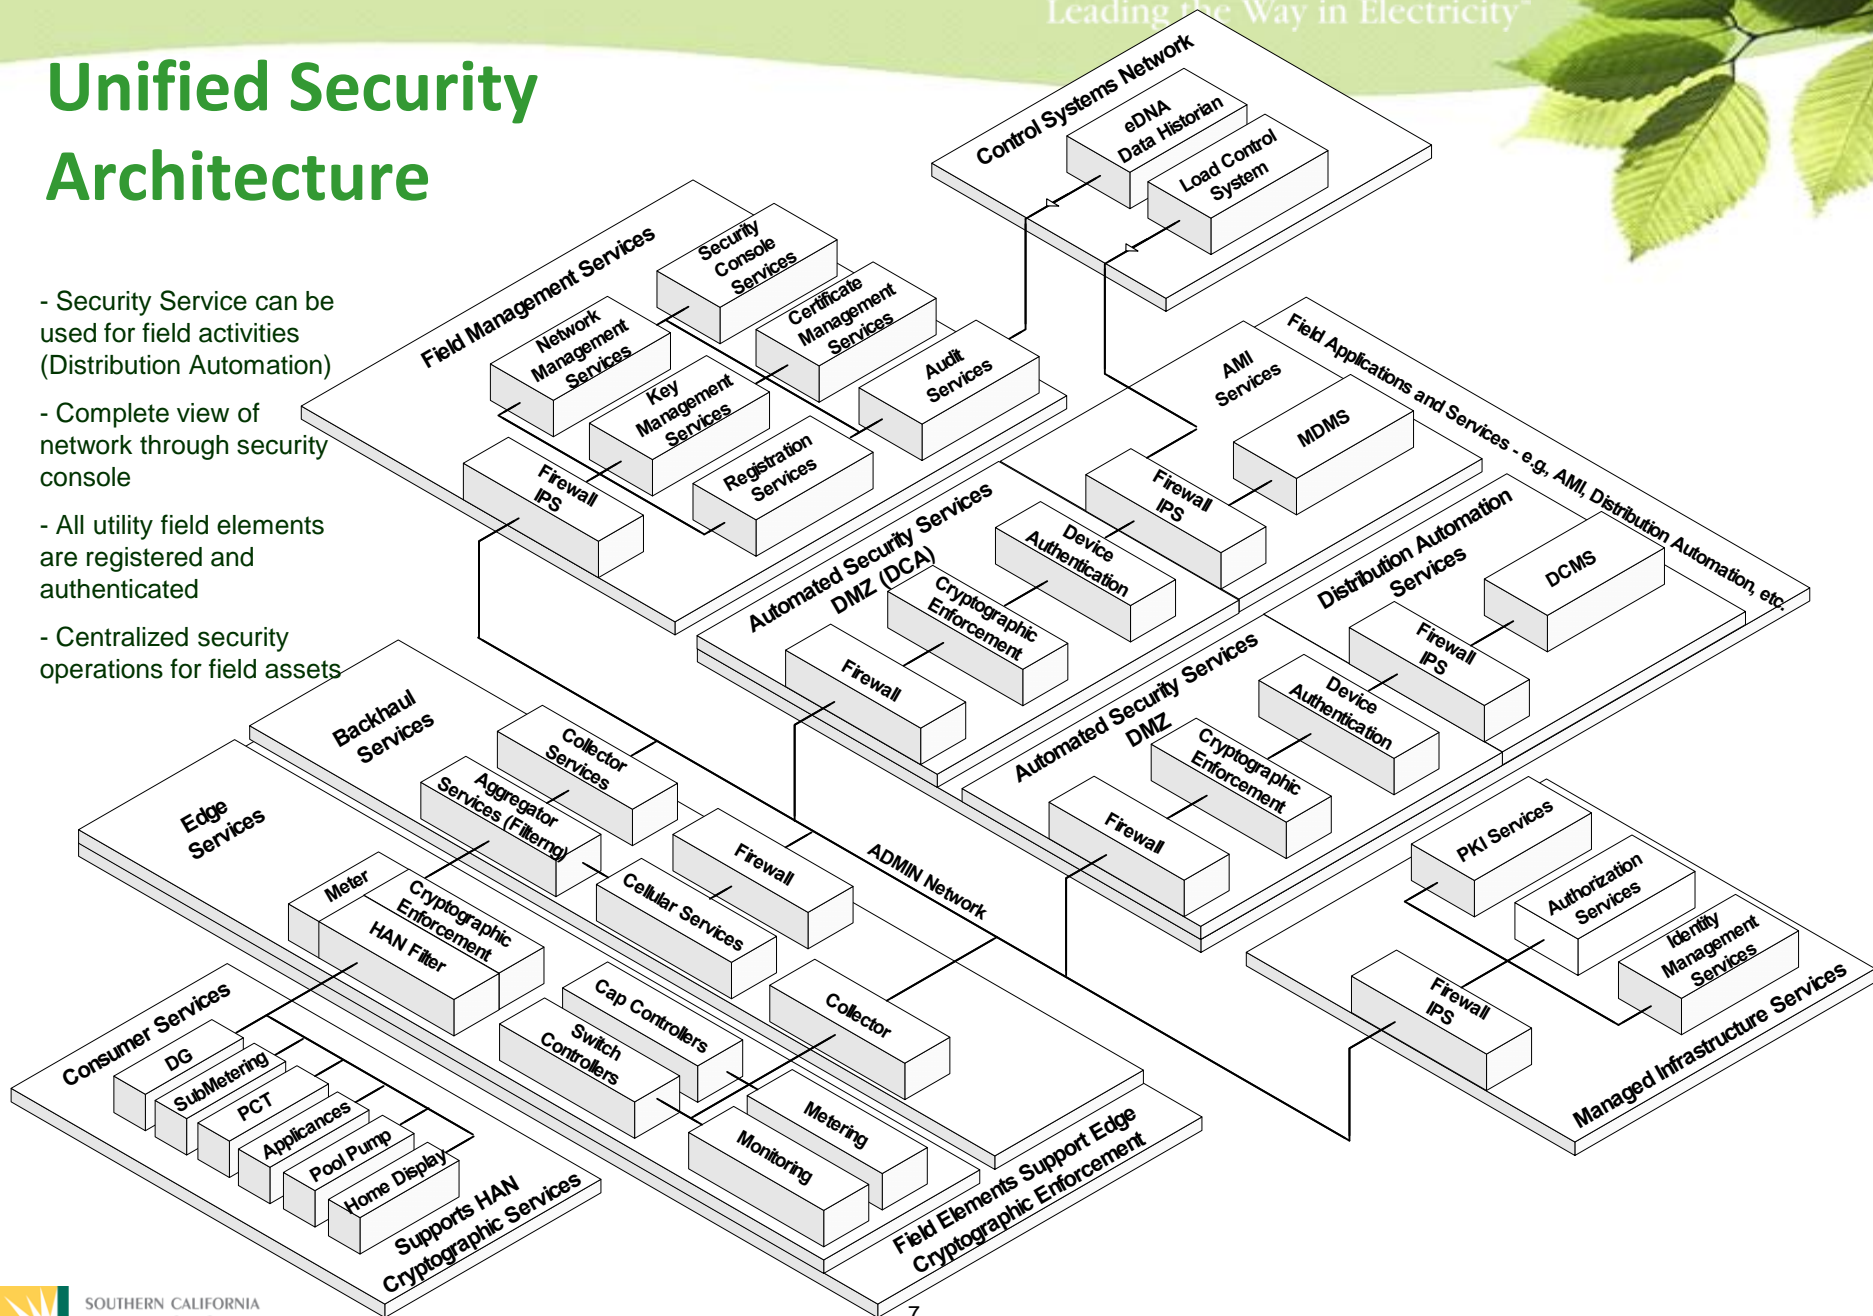 Leading the Way in Electricity
Unified Security
Architecture
- Security Service can be
used for field activities
(Distribution Automation)
- Complete view of
network through security
console
- All utility field elements
are registered and
authenticated
- Centralized security
operations for field assets
Control Systems Network
eDNA
Data Historian
Load Control
System
Field Management Services
Security
Console
Services
Network
Management
Services
Certificate
Management
Services
Key
Management
Services
Audit
Services
Registration
Services
Firewall
IPS
Field Applications and Services - e.g., AMI, Distribution Automation, etc.
AMI
Services
MDMS
Firewall
IPS
Automated Security Services
DMZ (DCA)
Device
Authentication
Cryptographic
Enforcement
Firewall
Distribution Automation
Services
DCMS
Firewall
IPS
Automated Security Services
DMZ
Device
Authentication
Cryptographic
Enforcement
Firewall
Backhaul
Services
Collector
Services
Aggregator
Services (Filterng)
Firewall
Cellular Services
Collector
ADMIN Network
Edge
Services
Meter
Cryptographic
Enforcement
HAN Filter
Cap Controllers
Switch
Controllers
Metering
Monitoring
Field Elements Support Edge
Cryptographic Enforcement
Consumer Services
DG
SubMetering
PCT
Applicances
Pool Pump
Home Display
Supports HAN
Cryptographic Services
PKI Services
Authorization
Services
Identity
Management
Services
Firewall
IPS
Managed Infrastructure Services
SOUTHERN CALIFORNIA
7